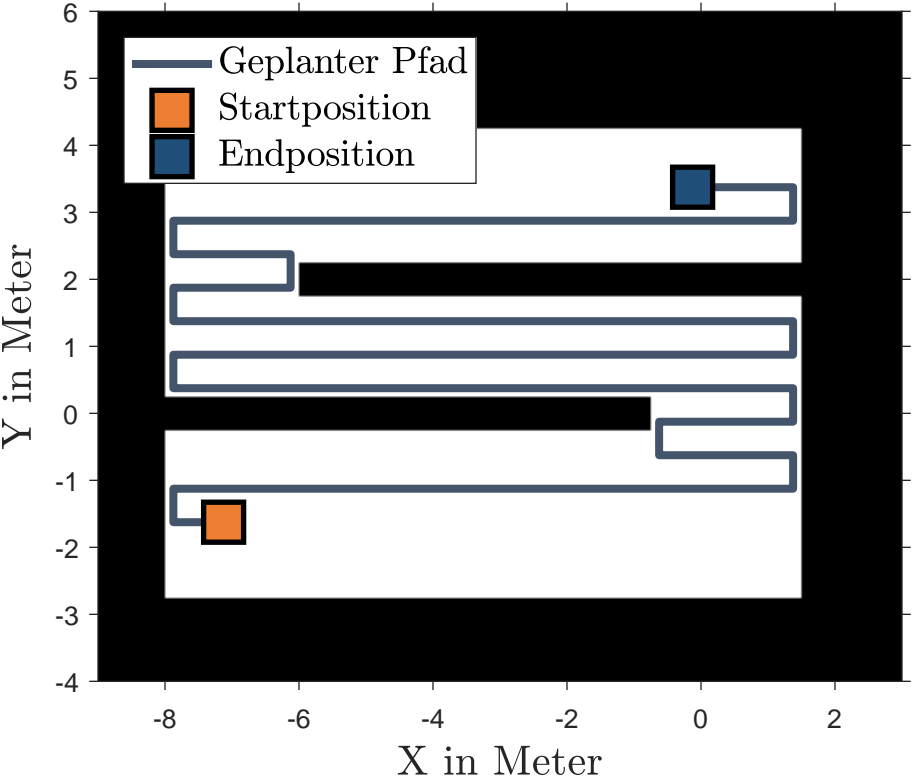 6
5
4
3
2
1
0
-1
-2
-3
-4
Y in Meter
Geplanter Pfad
Startposition
Endposition
-8 -6 -4 -2 0 2
X in Meter